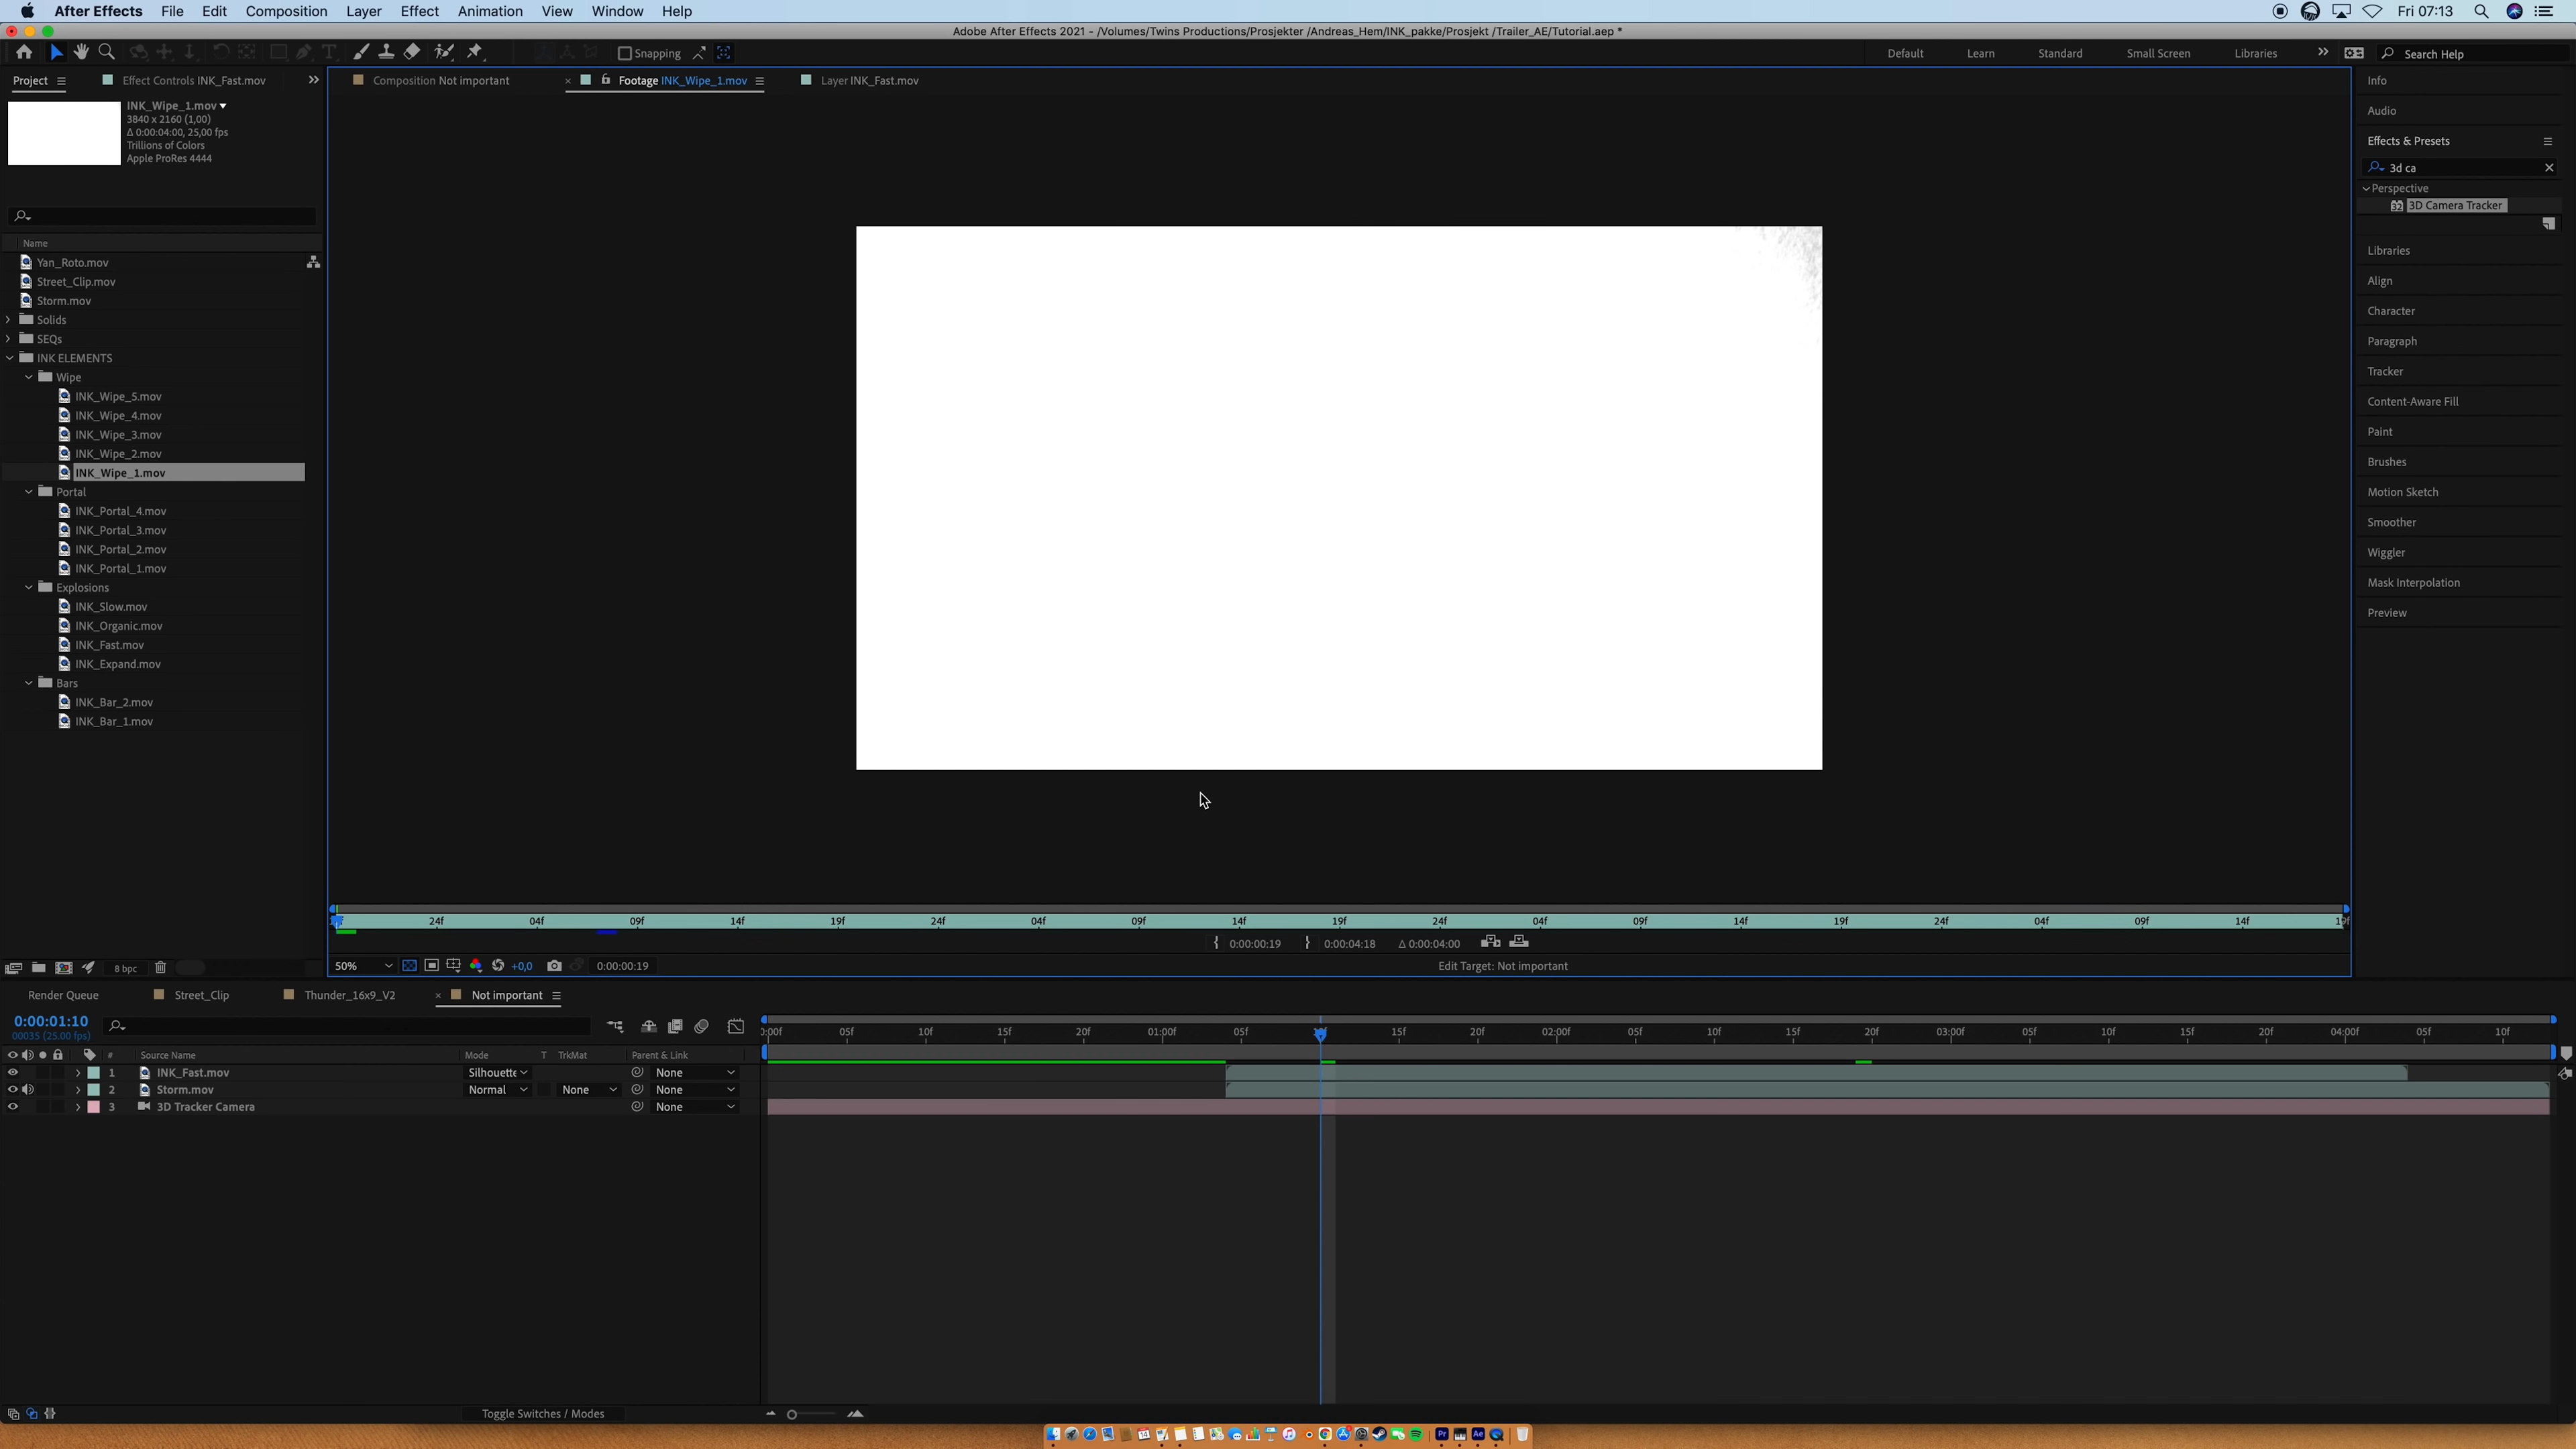 After Effects File Edit Composition Layer Effect Animation View Window Help Fri 07:13
Adobe After Effects 2021 - /Volumes/Twins Productions/Prosjekter /Andreas_Hem/INK_pakke/Prosjekt /Trailer_AE/Tutorial.aep *
Snapping Default Learn Standard Small Screen Libraries Search Help
Project Effect Controls INK_Fast.mov Composition Not important Footage INK_Wipe_1.mov Layer INK_Fast.mov
INK_Wipe_1.mov
3840 x 2160 (1,00)
Δ 0:00:04:00, 25,00 fps
Trillions of Colors
Apple ProRes 4444
Name
Yan_Roto.mov
Street_Clip.mov
Storm.mov
Solids
SEQs
INK ELEMENTS
Wipe
INK_Wipe_5.mov
INK_Wipe_4.mov
INK_Wipe_3.mov
INK_Wipe_2.mov
INK_Wipe_1.mov
Portal
INK_Portal_4.mov
INK_Portal_3.mov
INK_Portal_2.mov
INK_Portal_1.mov
Explosions
INK_Slow.mov
INK_Organic.mov
INK_Fast.mov
INK_Expand.mov
Bars
INK_Bar_2.mov
INK_Bar_1.mov
8 bpc
Info
Audio
Effects & Presets
3d ca
Perspective
32 3D Camera Tracker
Libraries
Align
Character
Paragraph
Tracker
Content-Aware Fill
Paint
Brushes
Motion Sketch
Smoother
Wiggler
Mask Interpolation
Preview
24f 04f 09f 14f 19f 24f 04f 09f 14f 19f 24f 04f 09f 14f 19f 24f 04f 09f 14f 19f
0:00:00:19 0:00:04:18 Δ 0:00:04:00
50% +0,0 0:00:00:19 Edit Target: Not important
Render Queue Street_Clip Thunder_16x9_V2 Not important
0:00:01:10
00035 (25.00 fps)
0:00f 05f 10f 15f 20f 01:00f 05f 15f 20f 02:00f 05f 10f 15f 20f 03:00f 05f 10f 15f 20f 04:00f 05f 10f
# Source Name Mode T TrkMat Parent & Link
1 INK_Fast.mov Silhouette None
2 Storm.mov Normal None None
3 3D Tracker Camera None
Toggle Switches / Modes
14 Pr Ae